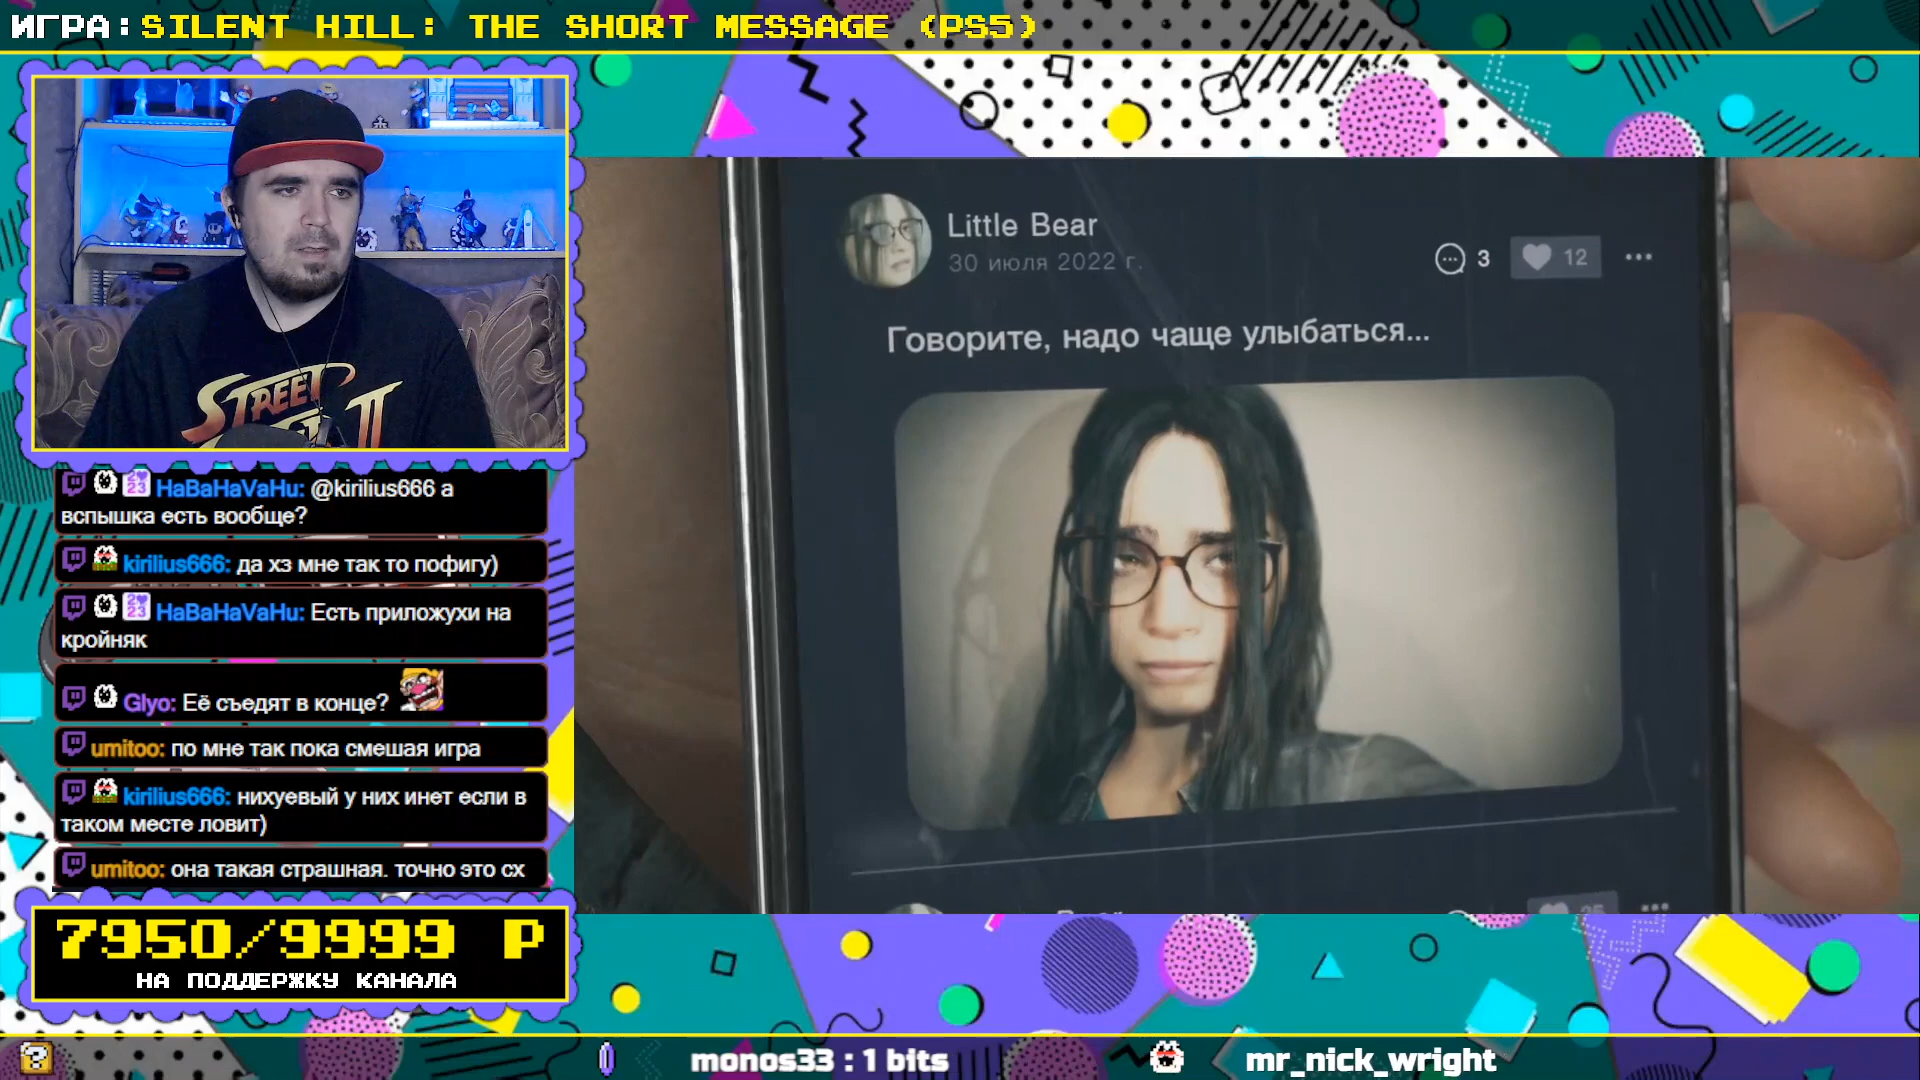 ИГРА:SILENT HILL: THE SHORT MESSAGE (PS5)
STREET
II
HaBaHaVaHu: @kirilius666 а
вспышка есть вообще?
kirilius666: да хз мне так то пофигу)
HaBaHaVaHu: Есть приложухи на
кройняк
Glyo: Её съедят в конце?
umitoo: по мне так пока смешая игра
kirilius666: нихуевый у них инет если в
таком месте ловит)
umitoo: она такая страшная. точно это сх
7950/9999 Р
НА ПОДДЕРЖКУ КАНАЛА
Little Bear
30 июля 2022 г.
3
12
Говорите, надо чаще улыбаться...
monos33 : 1 bits
mr_nick_wright